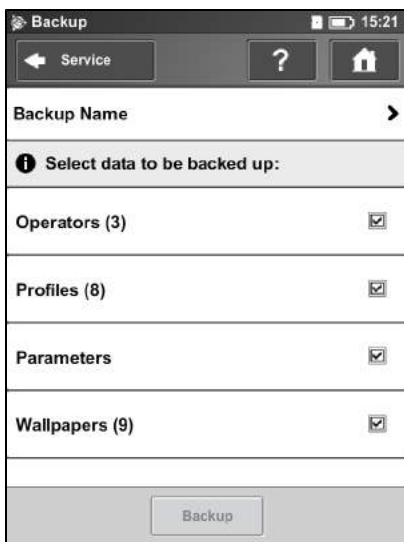 Backup 15:21
Service ?
Backup Name
Select data to be backed up:
Operators (3)
Profiles (8)
Parameters
Wallpapers (9)
Backup